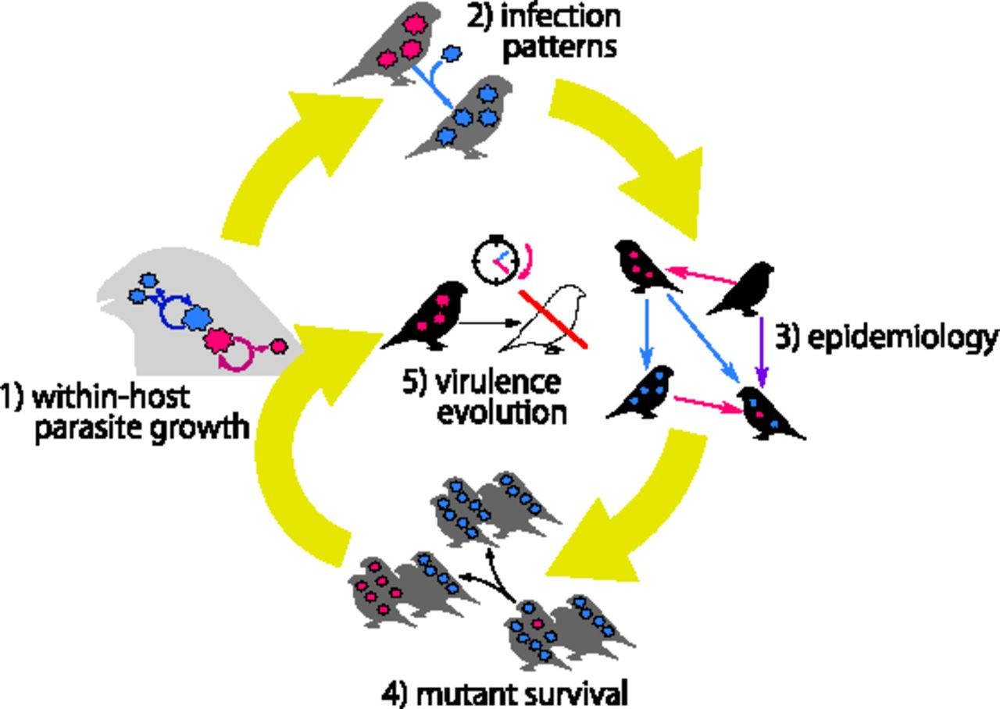 2) infection
patterns
3) epidemiology
1) within-host
parasite growth
5) virulence
evolution
4) mutant survival